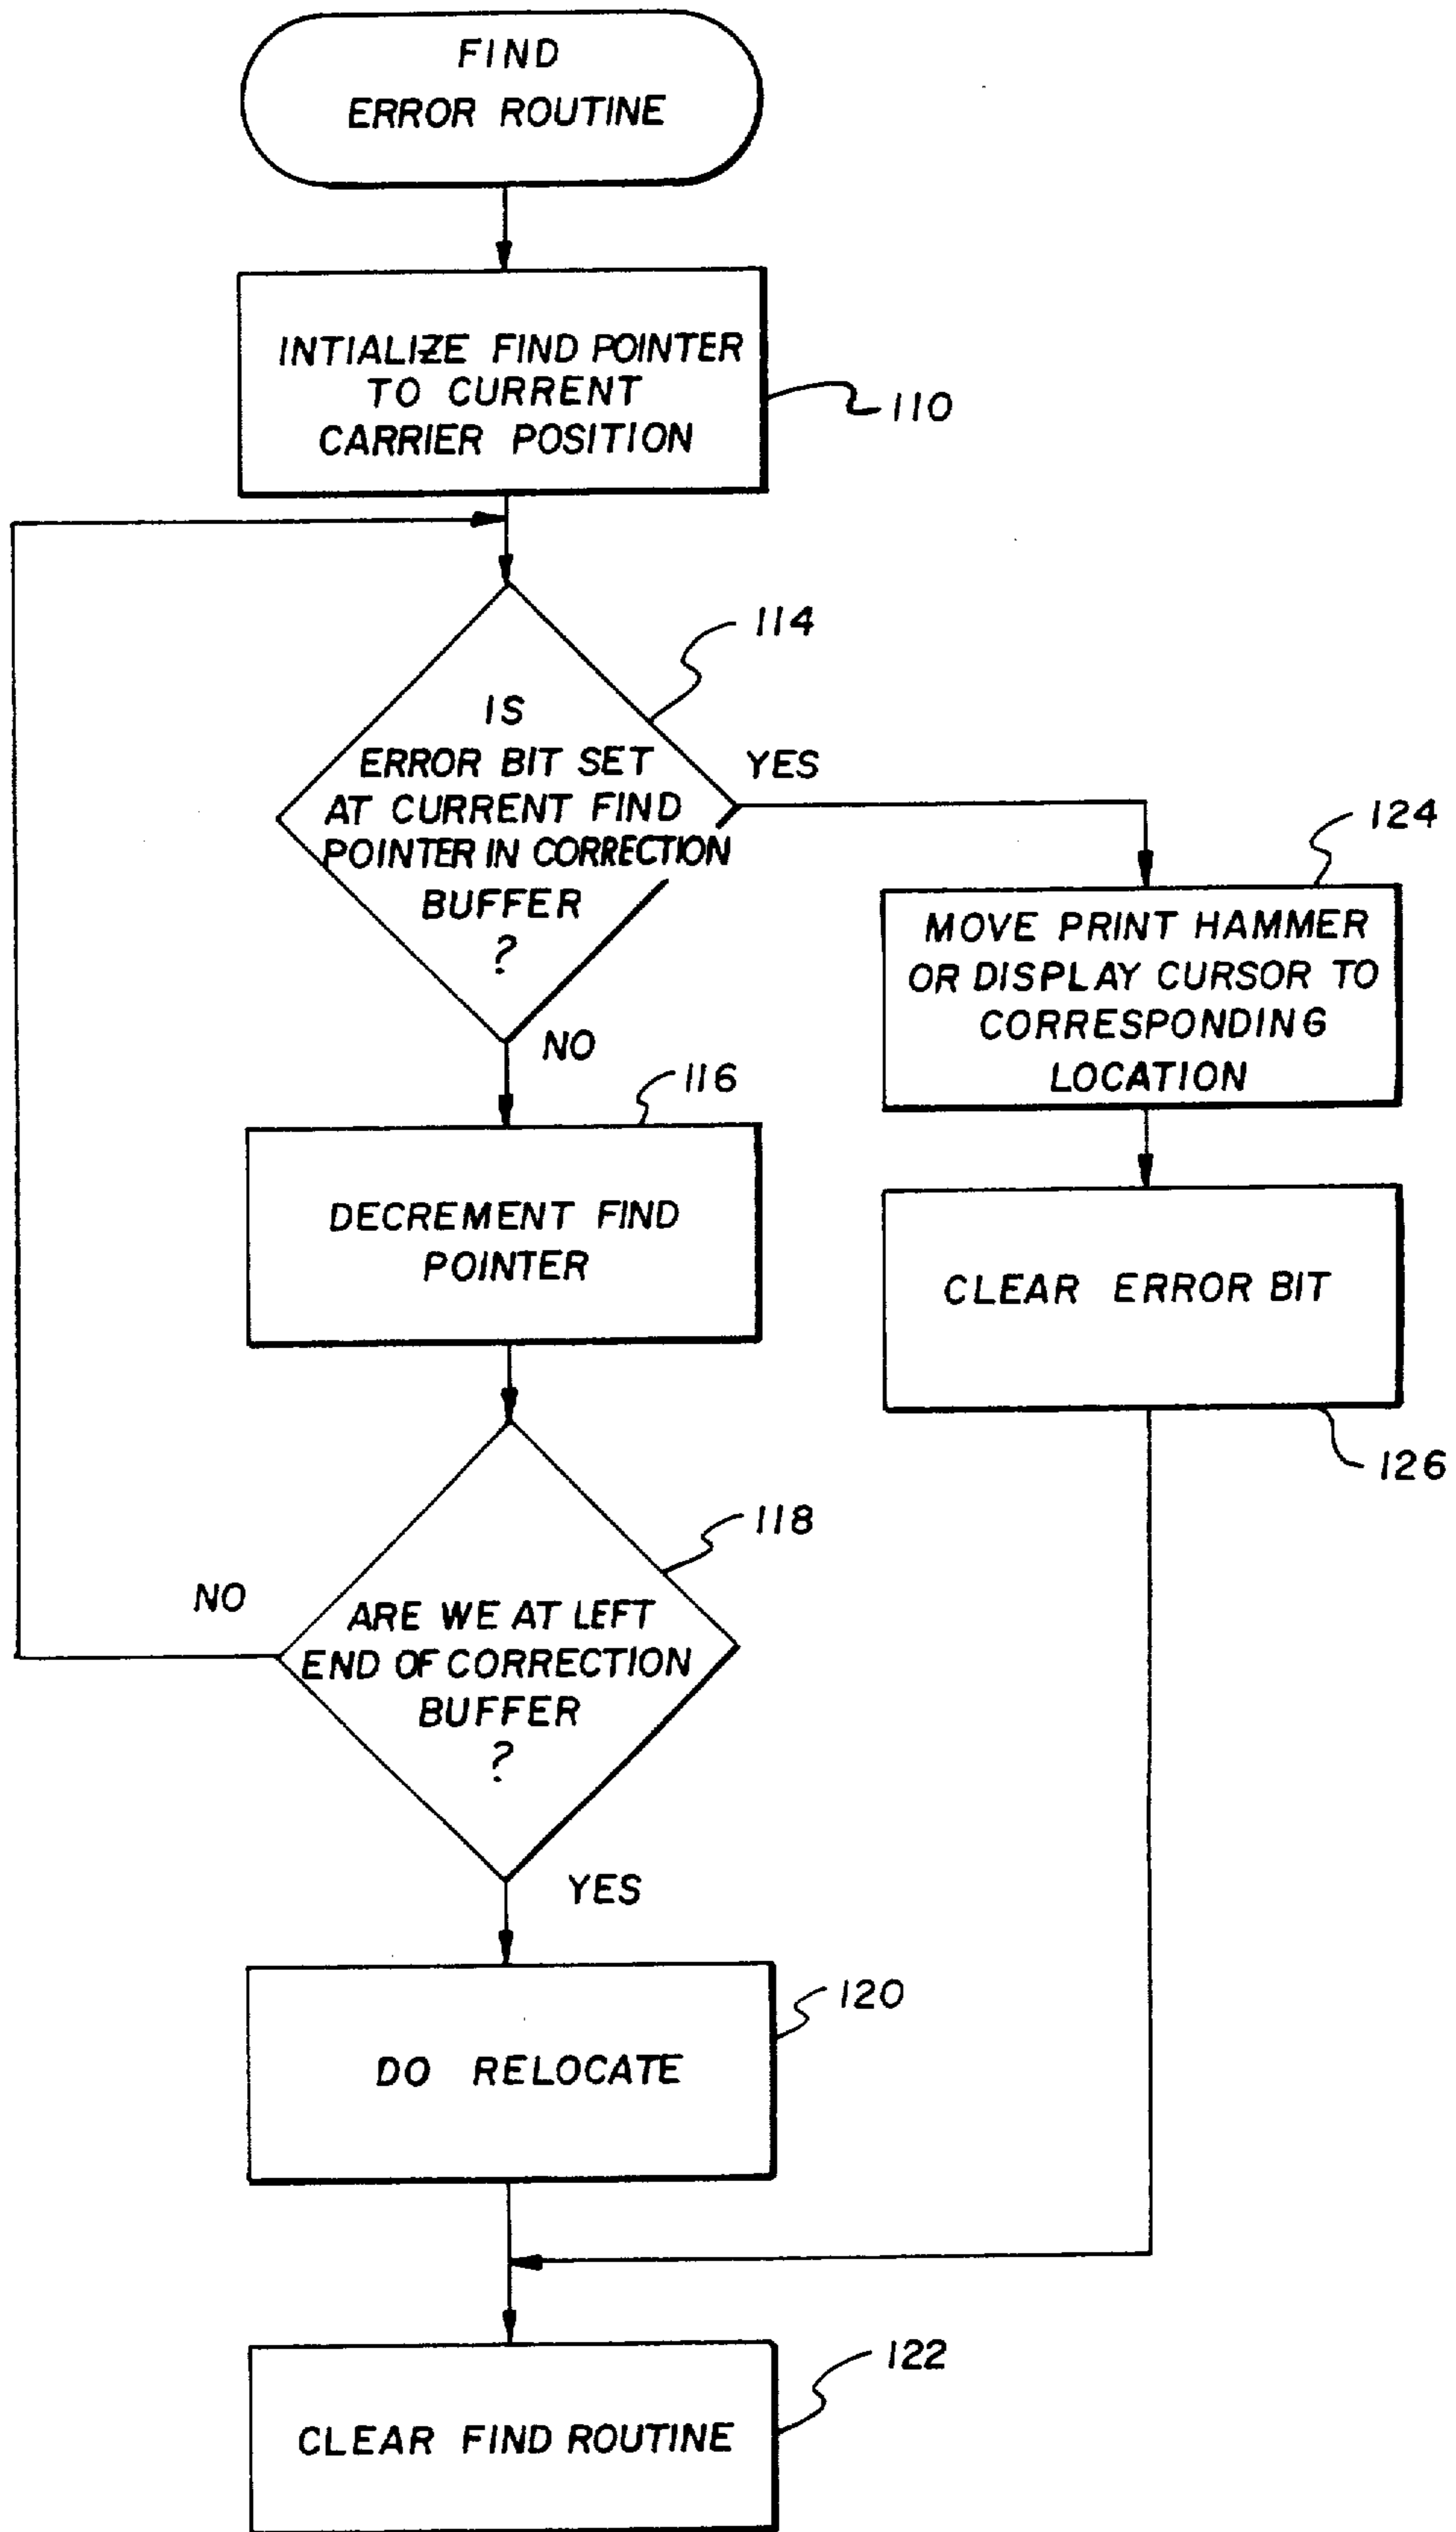 FIND
ERROR ROUTINE
INTIALIZE FIND POINTER
TO CURRENT
CARRIER POSITION
110
114
IS
ERROR BIT SET
AT CURRENT FIND
POINTER IN CORRECTION
BUFFER
?
YES
NO
124
MOVE PRINT HAMMER
OR DISPLAY CURSOR TO
CORRESPONDING
LOCATION
116
DECREMENT FIND
POINTER
CLEAR ERROR BIT
126
118
NO
ARE WE AT LEFT
END OF CORRECTION
BUFFER
?
YES
120
DO RELOCATE
122
CLEAR FIND ROUTINE